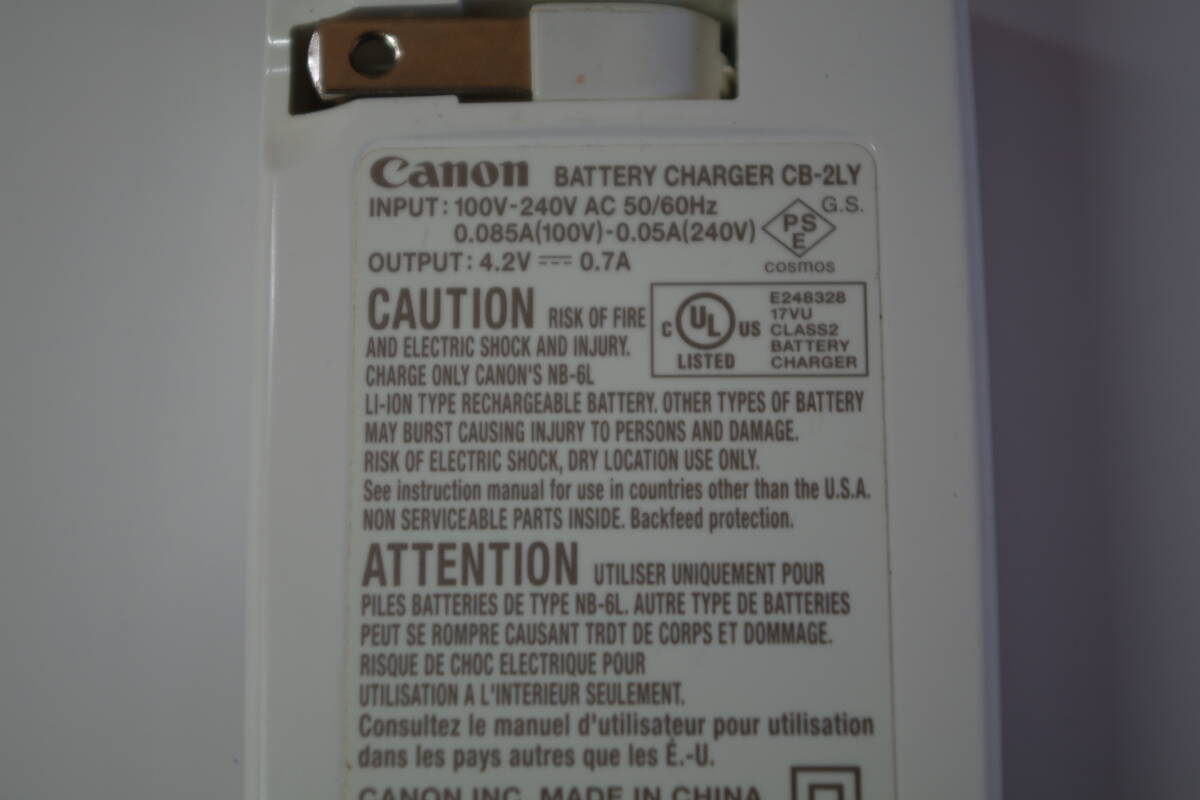 Canon BATTERY CHARGER CB-2LY
INPUT: 100V-240V AC 50/60Hz
0.085A(100V)-0.05A(240V)
OUTPUT: 4.2V ⎓ 0.7A
PS
E
G.S.
cosmos
CAUTION RISK OF FIRE
AND ELECTRIC SHOCK AND INJURY.
CHARGE ONLY CANON'S NB-6L
C UL US
LISTED
E248328
17VU
CLASS2
BATTERY
CHARGER
LI-ION TYPE RECHARGEABLE BATTERY. OTHER TYPES OF BATTERY
MAY BURST CAUSING INJURY TO PERSONS AND DAMAGE.
RISK OF ELECTRIC SHOCK, DRY LOCATION USE ONLY.
See instruction manual for use in countries other than the U.S.A.
NON SERVICEABLE PARTS INSIDE. Backfeed protection.
ATTENTION UTILISER UNIQUEMENT POUR
PILES BATTERIES DE TYPE NB-6L. AUTRE TYPE DE BATTERIES
PEUT SE ROMPRE CAUSANT TRDT DE CORPS ET DOMMAGE.
RISQUE DE CHOC ELECTRIQUE POUR
UTILISATION A L'INTERIEUR SEULEMENT.
Consultez le manuel d'utilisateur pour utilisation
dans les pays autres que les É.-U.
CANON INC. MADE IN CHINA